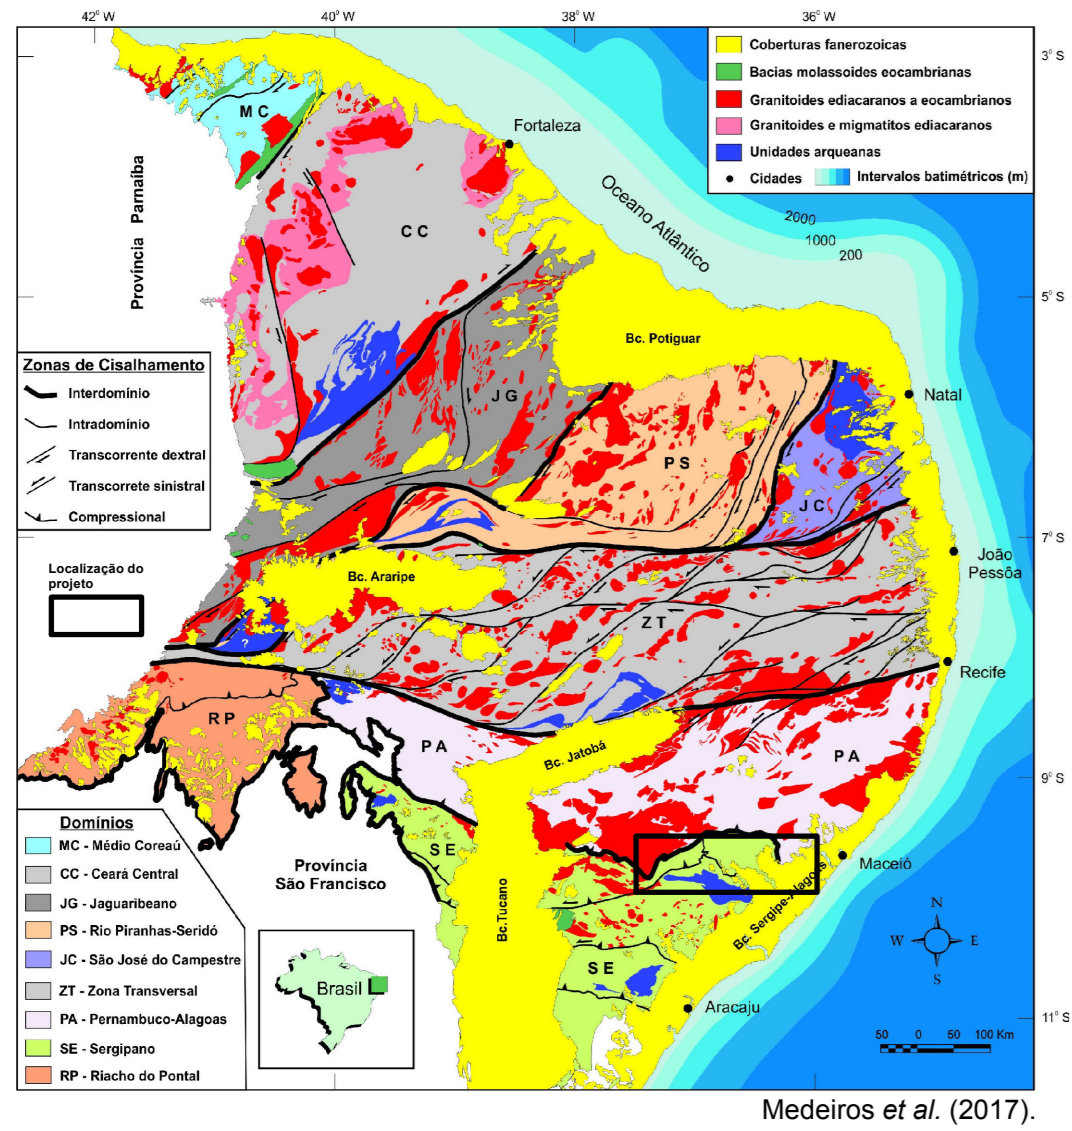 42° W
40° W
38° W
36° W
3° S
5° S
7° S
9° S
11° S
Coberturas fanerozoicas
Bacias molassoides eocambrianas
Granitoides ediacaranos a eocambrianos
Granitoides e migmatitos ediacaranos
Unidades arqueanas
Cidades
Intervalos batimétricos (m)
M C
Fortaleza
Província Parnaíba
C C
Oceano Atlântico
2000
1000
200
Bc. Potiguar
Zonas de Cisalhamento
Interdomínio
Intradomínio
Transcorrente dextral
Transcorrete sinistral
Compressional
J G
Natal
P S
J C
João
Pessôa
Localização do
projeto
Bc. Araripe
Z T
?
Recife
R P
P A
Bc. Jatobá
P A
Domínios
MC - Médio Coreaú
CC - Ceará Central
JG - Jaguaribeano
PS - Rio Piranhas-Seridó
JC - São José do Campestre
ZT - Zona Transversal
PA - Pernambuco-Alagoas
SE - Sergipano
RP - Riacho do Pontal
Província
São Francisco
S E
Bc.Tucano
Maceió
Bc. Sergipe-Alagoas
N
W
E
S
Brasil
S E
Aracaju
50 0 50 100 Km
Medeiros et al. (2017).